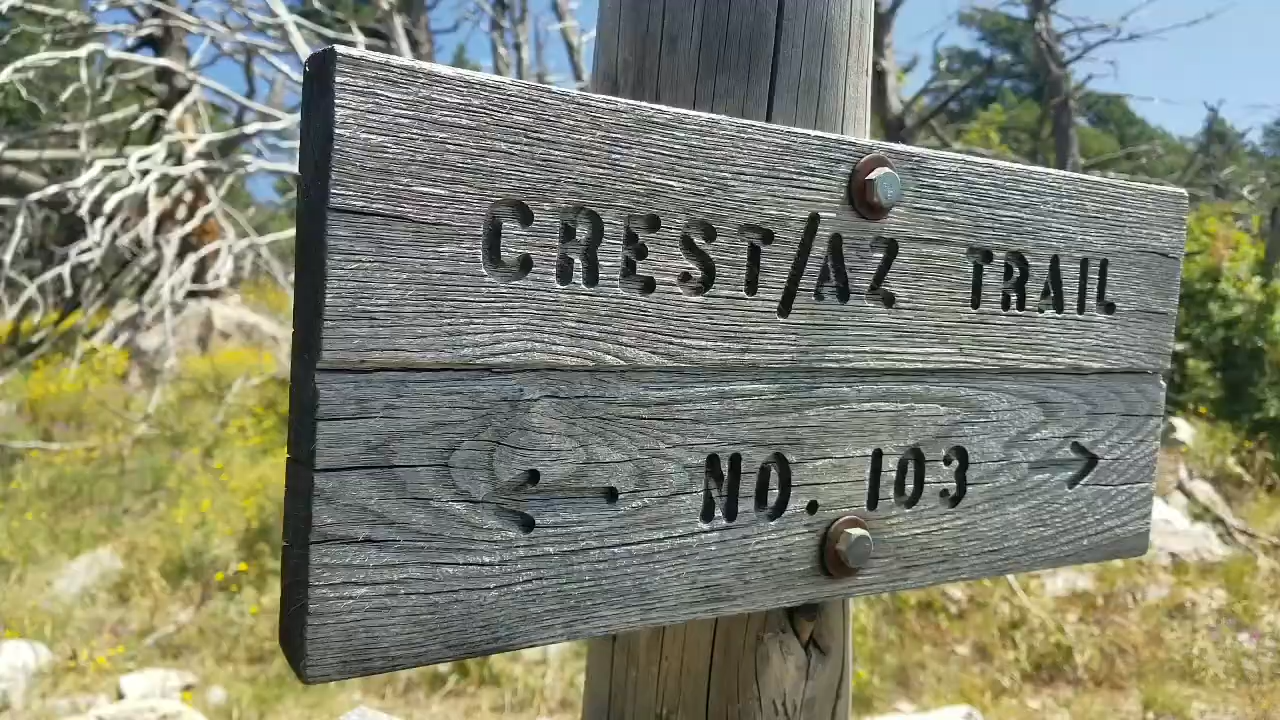 CREST/AZ TRAIL
← NO. 103 →